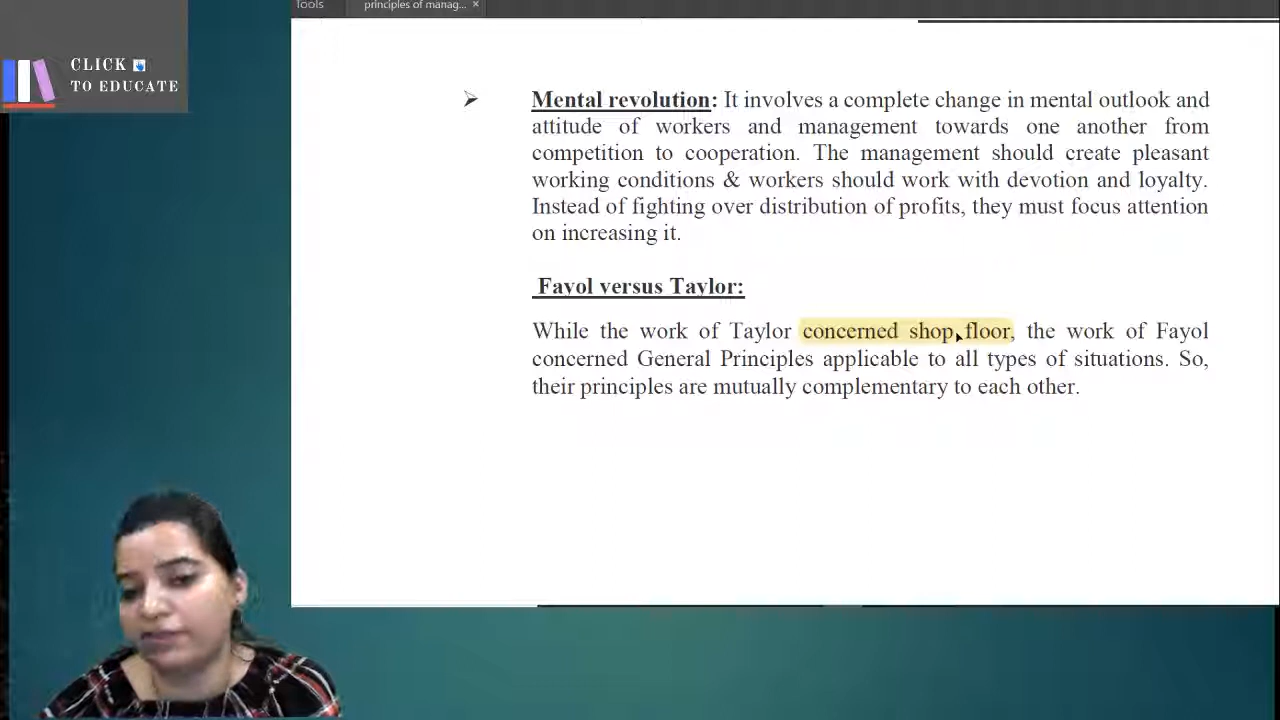 Tools
principles of manag... ×
CLICK
TO EDUCATE
Mental revolution: It involves a complete change in mental outlook and
attitude of workers and management towards one another from
competition to cooperation. The management should create pleasant
working conditions & workers should work with devotion and loyalty.
Instead of fighting over distribution of profits, they must focus attention
on increasing it.
Fayol versus Taylor:
While the work of Taylor concerned shop floor, the work of Fayol
concerned General Principles applicable to all types of situations. So,
their principles are mutually complementary to each other.